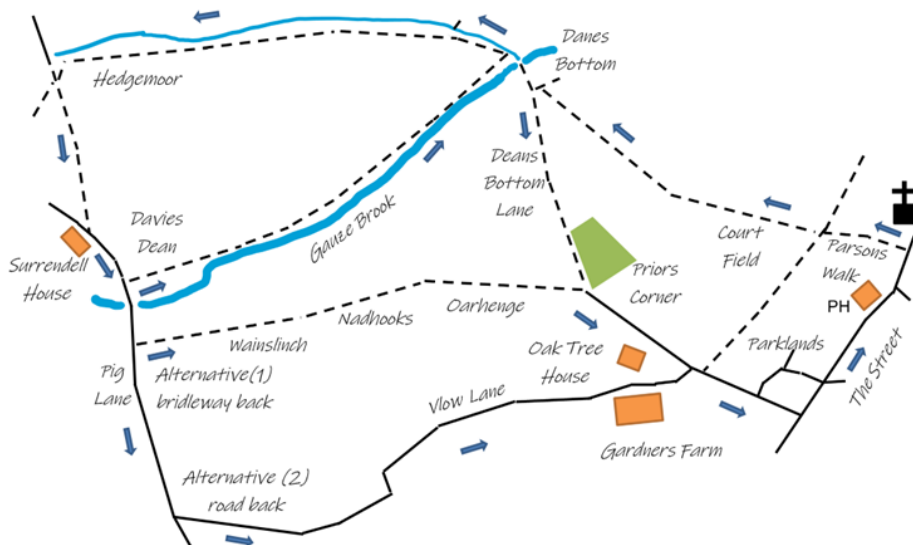 Danes
Bottom
Hedgemoor
Deans
Bottom
Lane
Davies
Dean
Gauze Brook
Court
Field
Parsons
Walk
Surrendell
House
Priors
Corner
PH
Oarhenge
Nadhooks
Wainslinch
Oak Tree
House
Parklands
The Street
Pig
Lane
Alternative(1)
bridleway back
Vlow Lane
Gardners Farm
Alternative (2)
road back